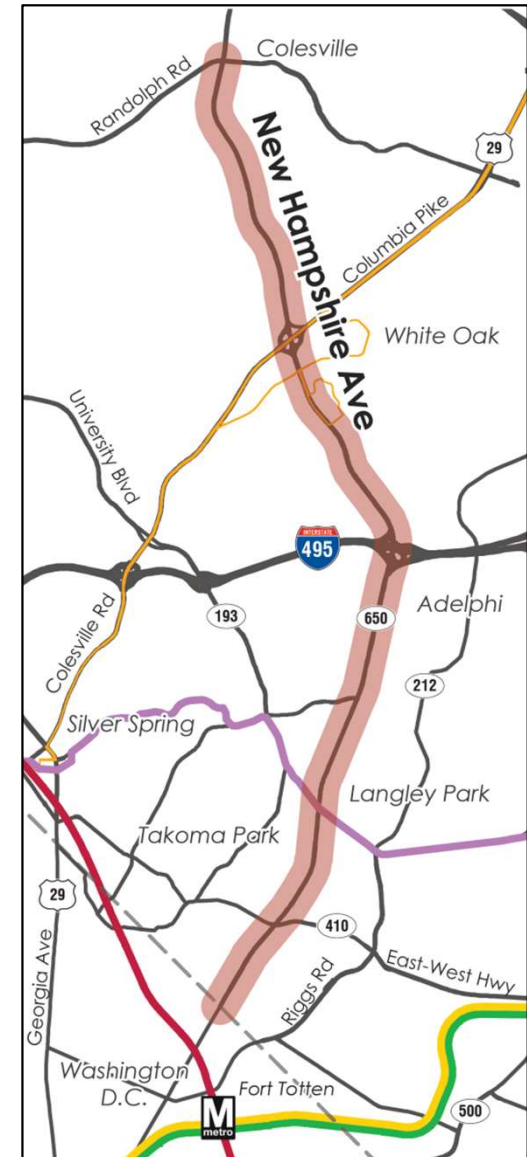 Colesville
Randolph Rd
New Hampshire Ave
29
Columbia Pike
White Oak
University Blvd
INTERSTATE
495
Colesville Rd
193
650
Adelphi
212
Silver Spring
Langley Park
Takoma Park
29
410
Georgia Ave
Riggs Rd
East-West Hwy
Washington
D.C.
Fort Totten
M
metro
500